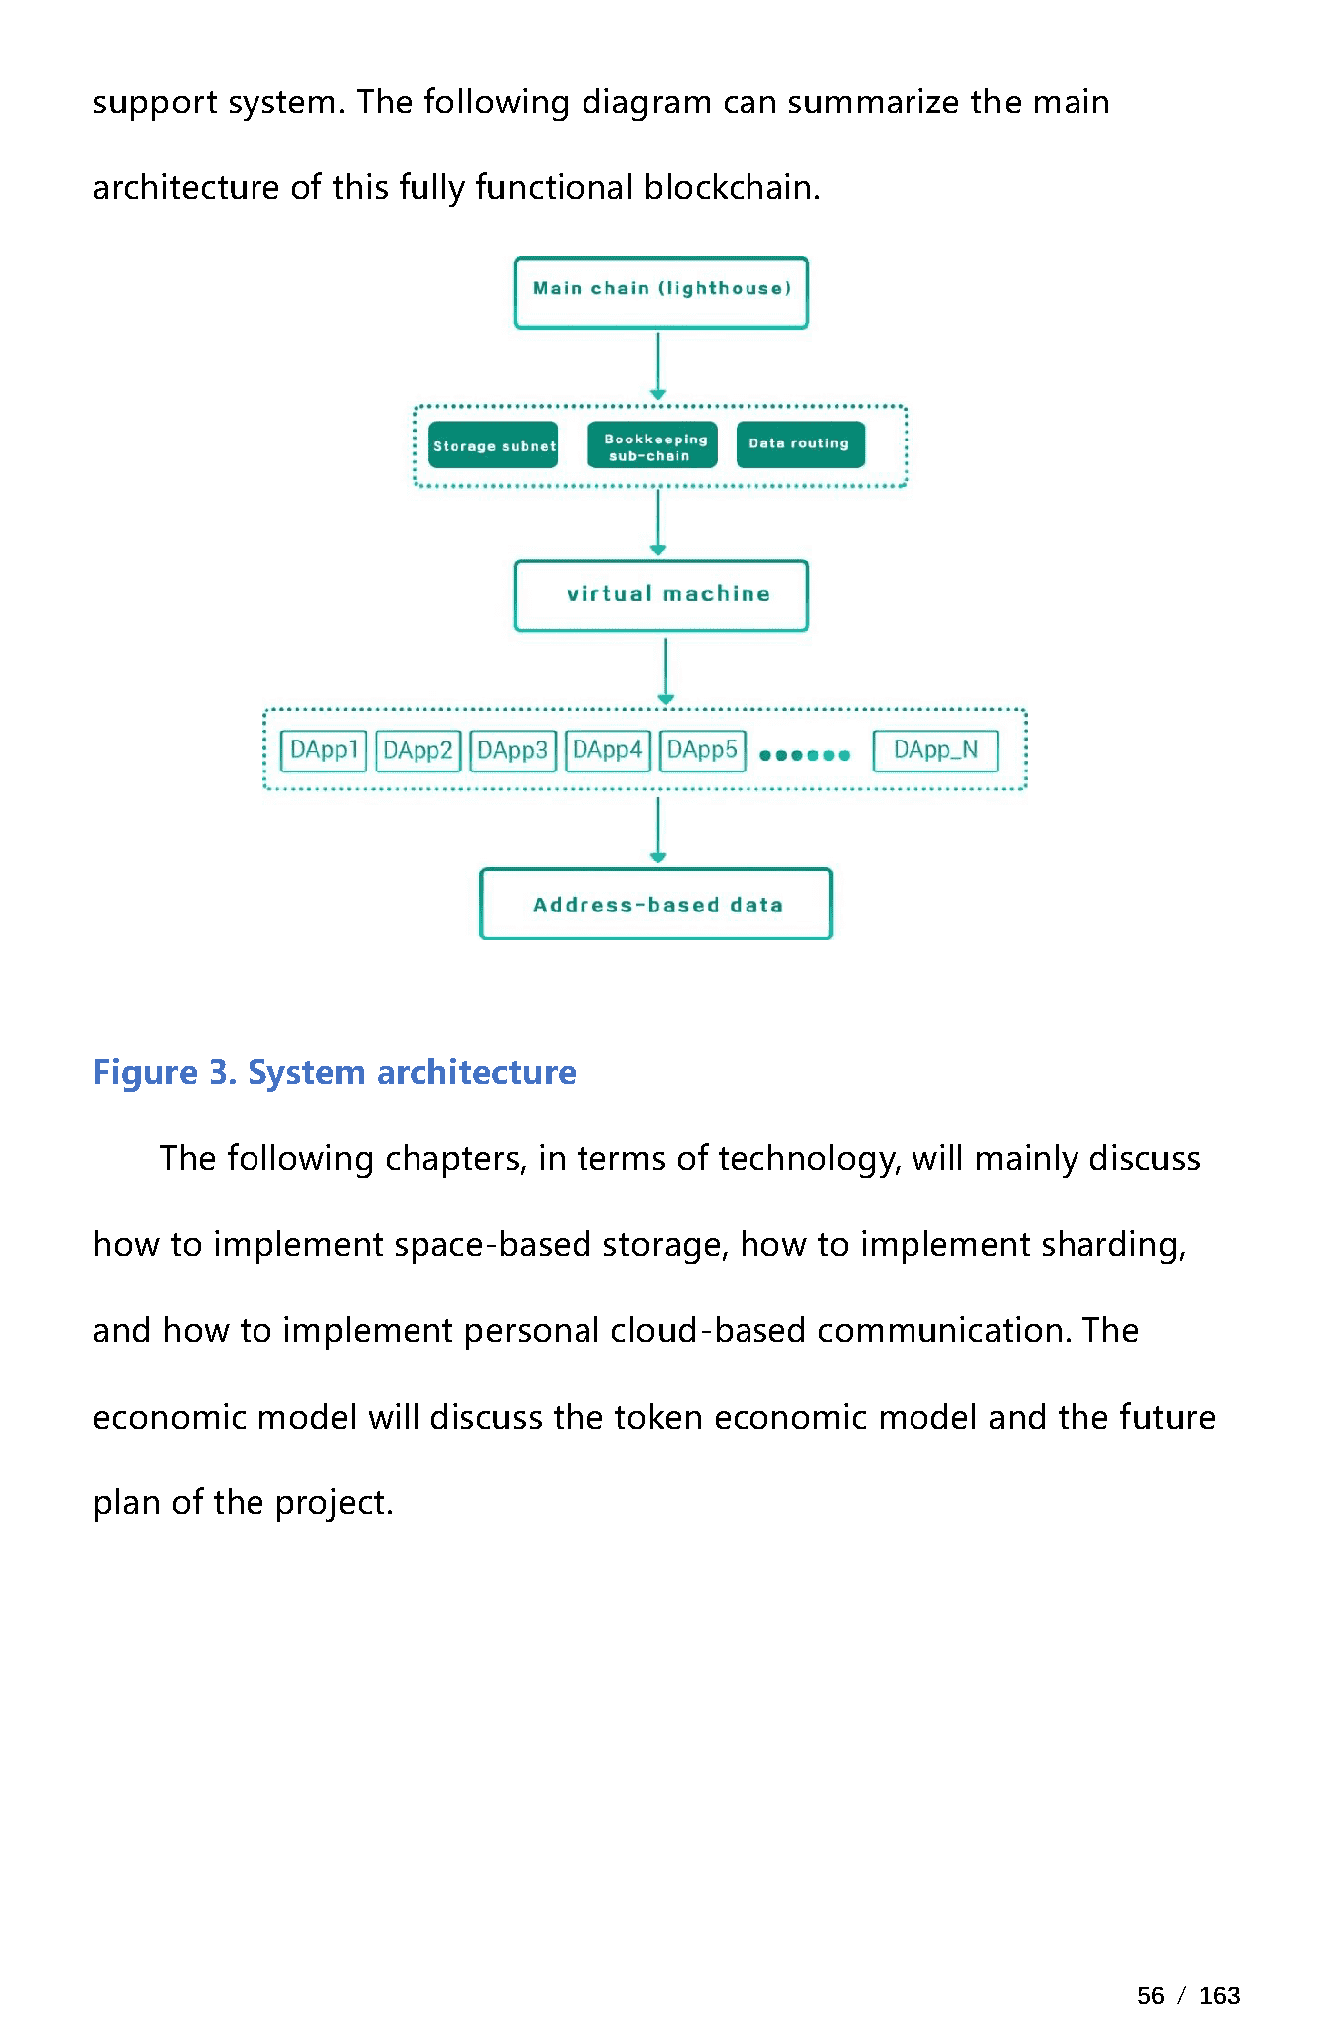 support system. The following diagram can summarize the main
architecture of this fully functional blockchain.
Main chain (lighthouse)
Storage subnet
Bookkeeping
sub-chain
Data routing
virtual machine
DApp1 DApp2 DApp3 DApp4 DApp5 DApp_N
Address-based data
Figure 3. System architecture
The following chapters, in terms of technology, will mainly discuss
how to implement space-based storage, how to implement sharding,
and how to implement personal cloud-based communication. The
economic model will discuss the token economic model and the future
plan of the project.
56 / 163